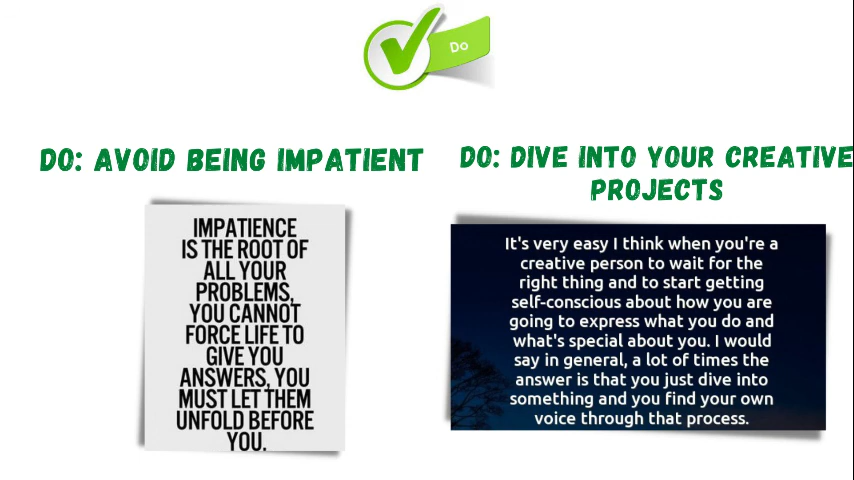 Do
DO: AVOID BEING IMPATIENT
DO: DIVE INTO YOUR CREATIVE
PROJECTS
IMPATIENCE
IS THE ROOT OF
ALL YOUR
PROBLEMS,
YOU CANNOT
FORCE LIFE TO
GIVE YOU
ANSWERS, YOU
MUST LET THEM
UNFOLD BEFORE
YOU.
It's very easy I think when you're a
creative person to wait for the
right thing and to start getting
self-conscious about how you are
going to express what you do and
what's special about you. I would
say in general, a lot of times the
answer is that you just dive into
something and you find your own
voice through that process.